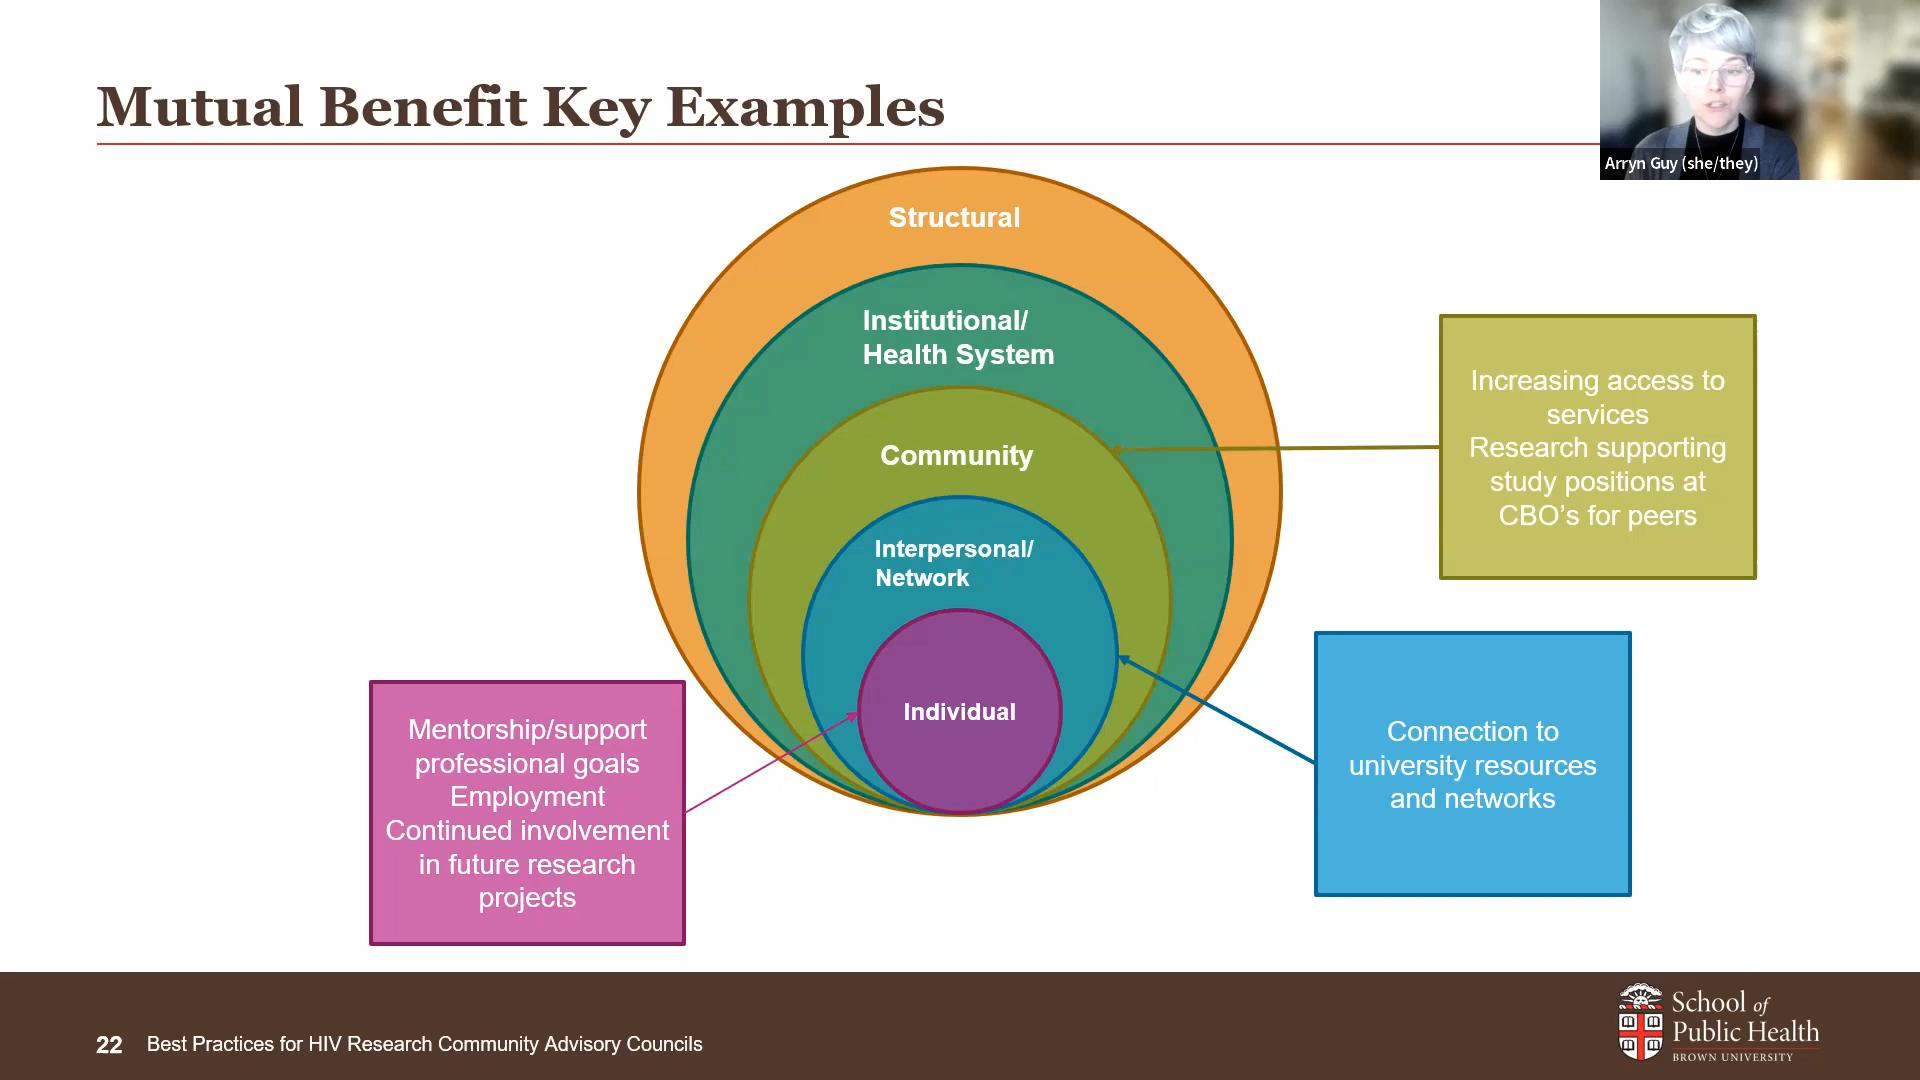 Mutual Benefit Key Examples
Arryn Guy (she/they)
Structural
Institutional/
Health System
Community
Interpersonal/
Network
Individual
Increasing access to
services
Research supporting
study positions at
CBO’s for peers
Connection to
university resources
and networks
Mentorship/support
professional goals
Employment
Continued involvement
in future research
projects
22 Best Practices for HIV Research Community Advisory Councils
School of
Public Health
BROWN UNIVERSITY